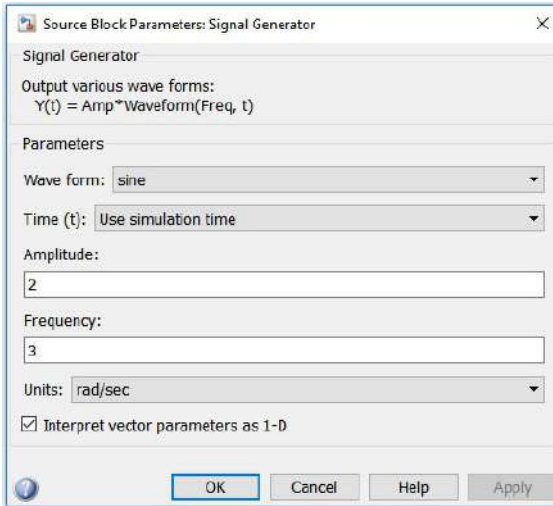 Source Block Parameters: Signal Generator
Signal Generator
Output various wave forms:
Y(t) = Amp*Waveform(Freq, t)
Parameters
Wave form: sine
Time (t): Use simulation time
Amplitude:
2
Frequency:
3
Units: rad/sec
Interpret vector parameters as 1-D
OK Cancel Help Apply